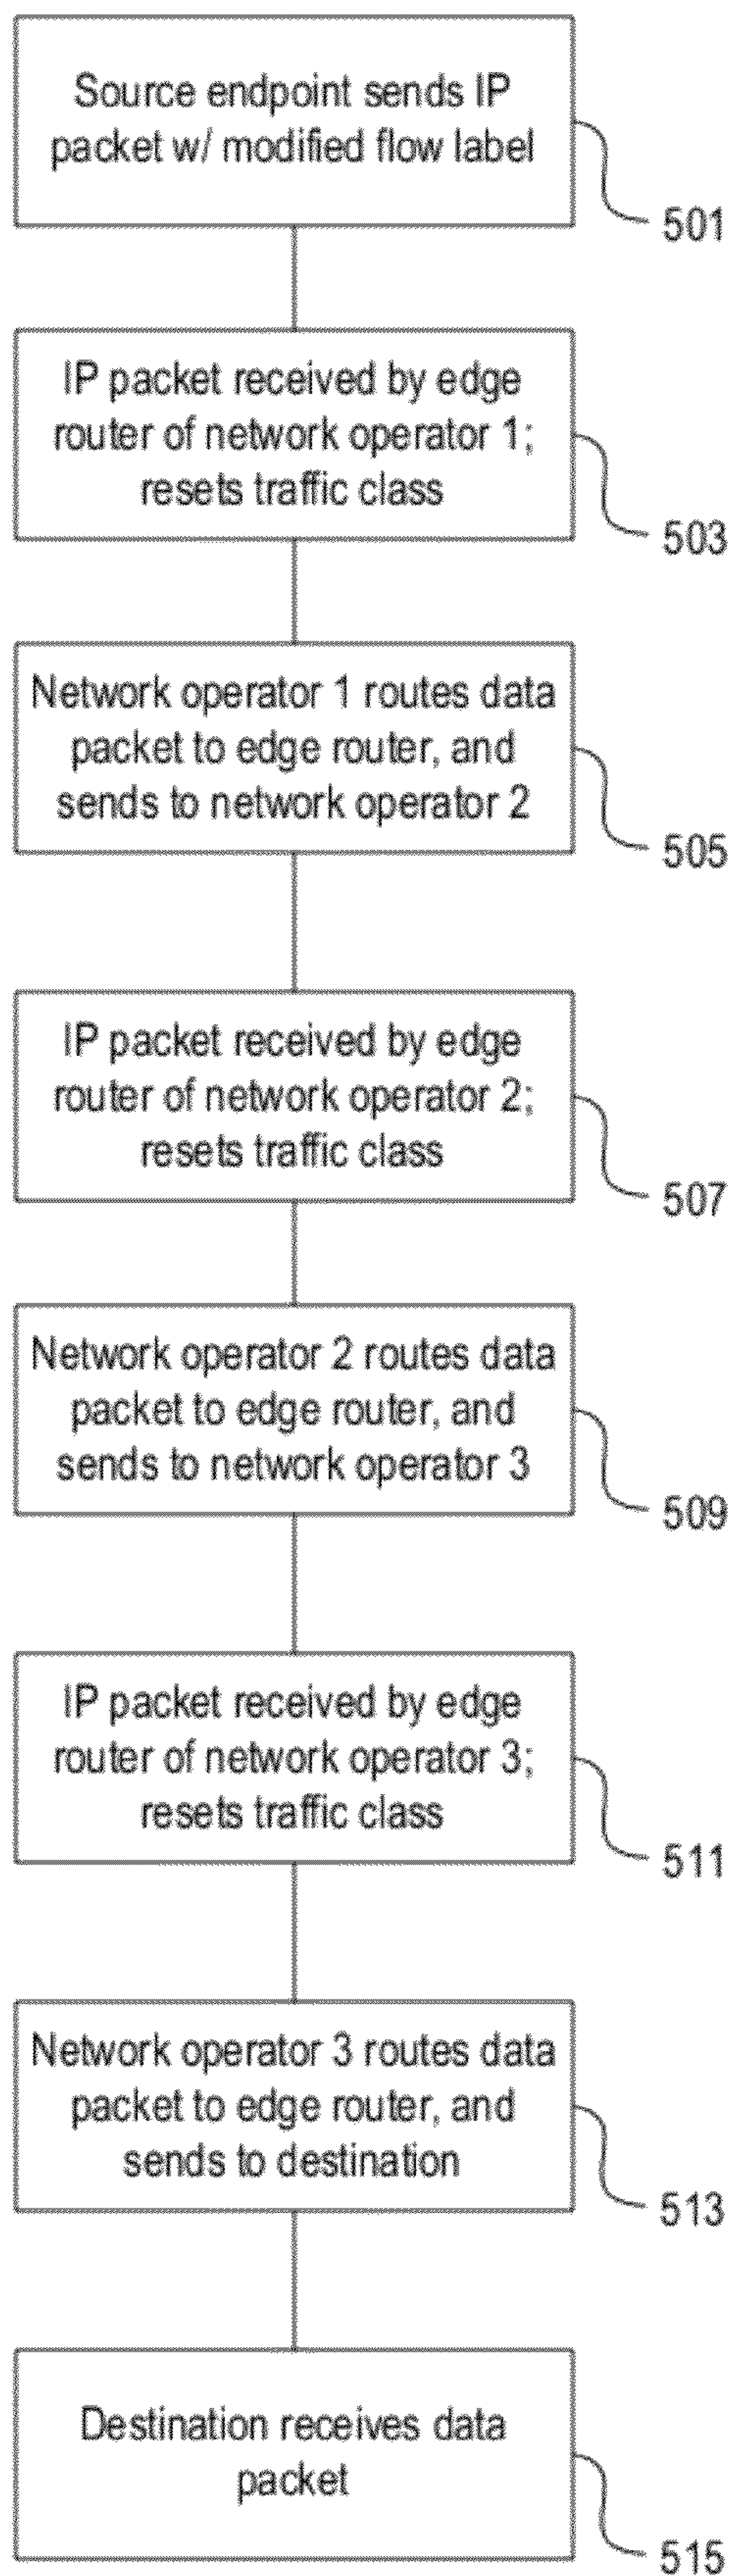 Source endpoint sends IP
packet w/ modified flow label
501
IP packet received by edge
router of network operator 1;
resets traffic class
503
Network operator 1 routes data
packet to edge router, and
sends to network operator 2
505
IP packet received by edge
router of network operator 2;
resets traffic class
507
Network operator 2 routes data
packet to edge router, and
sends to network operator 3
509
IP packet received by edge
router of network operator 3;
resets traffic class
511
Network operator 3 routes data
packet to edge router, and
sends to destination
513
Destination receives data
packet
515